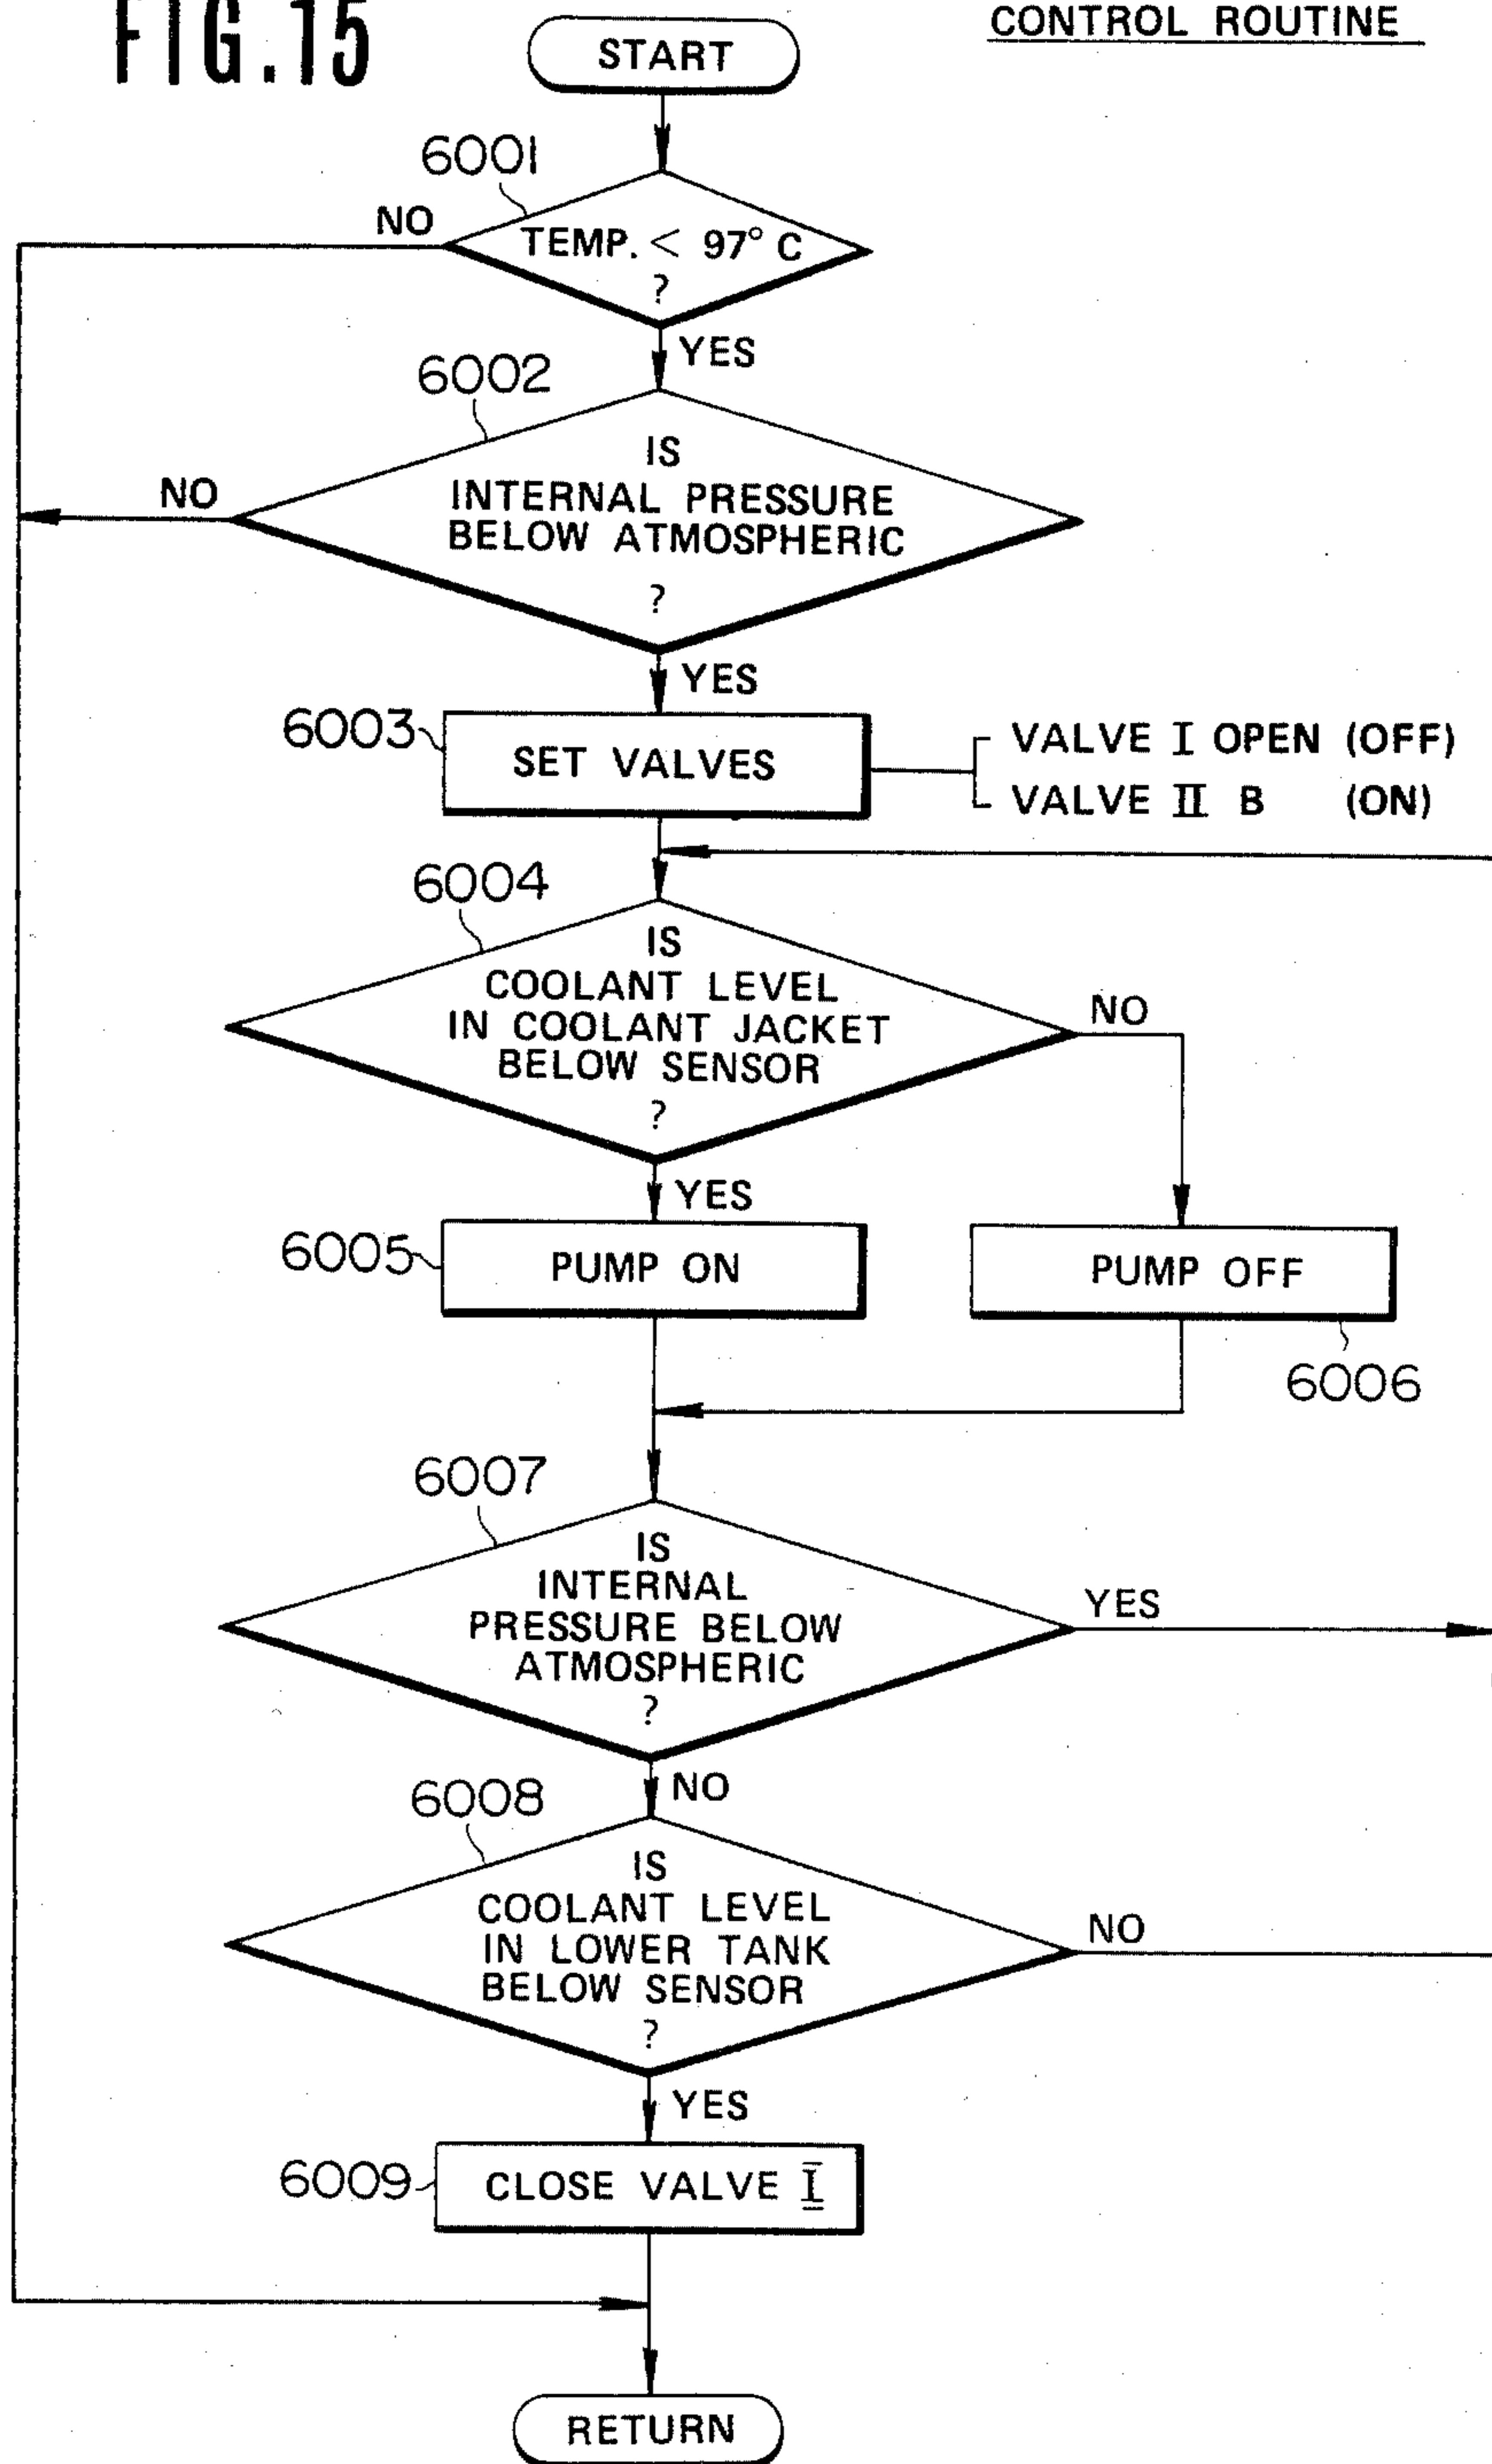 FIG.15
CONTROL ROUTINE
START
6001
NO
TEMP. < 97° C
?
YES
6002
IS
INTERNAL PRESSURE
BELOW ATMOSPHERIC
?
NO
YES
6003
SET VALVES
VALVE I OPEN (OFF)
VALVE II B (ON)
6004
IS
COOLANT LEVEL
IN COOLANT JACKET
BELOW SENSOR
?
NO
YES
6005
PUMP ON
PUMP OFF
6006
6007
IS
INTERNAL
PRESSURE BELOW
ATMOSPHERIC
?
YES
NO
6008
IS
COOLANT LEVEL
IN LOWER TANK
BELOW SENSOR
?
NO
YES
6009
CLOSE VALVE I
RETURN